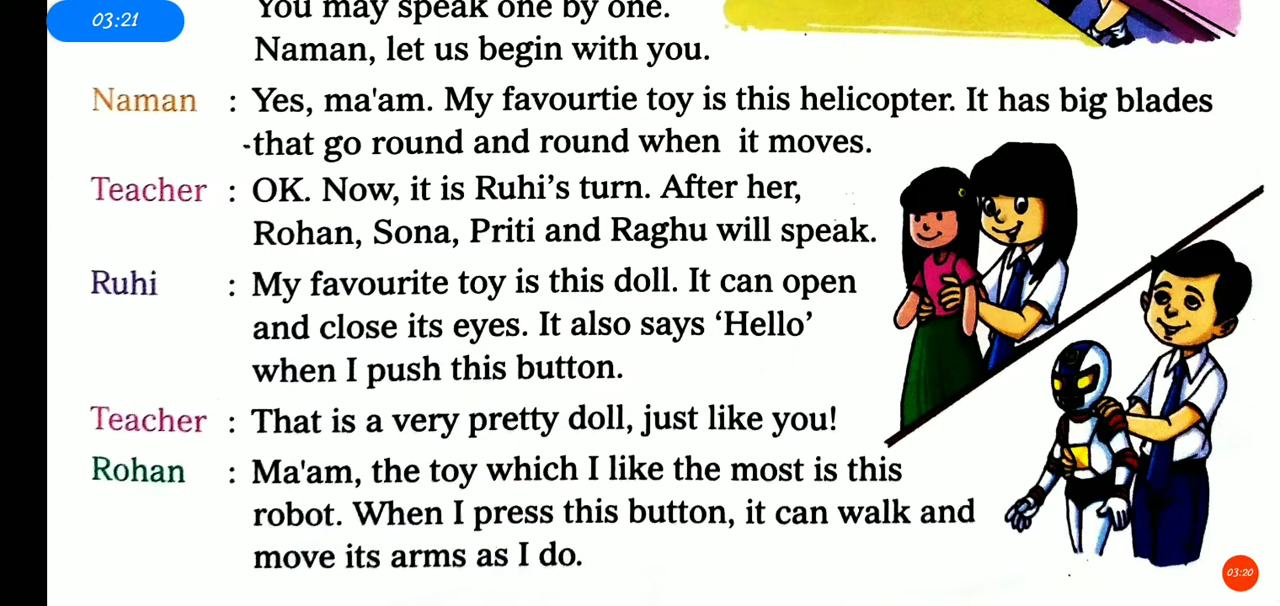 03:21
You may speak one by one.
Naman, let us begin with you.
Naman : Yes, ma'am. My favourtie toy is this helicopter. It has big blades
that go round and round when it moves.
Teacher : OK. Now, it is Ruhi's turn. After her,
Rohan, Sona, Priti and Raghu will speak.
Ruhi : My favourite toy is this doll. It can open
and close its eyes. It also says 'Hello'
when I push this button.
Teacher : That is a very pretty doll, just like you!
Rohan : Ma'am, the toy which I like the most is this
robot. When I press this button, it can walk and
move its arms as I do.
03:20